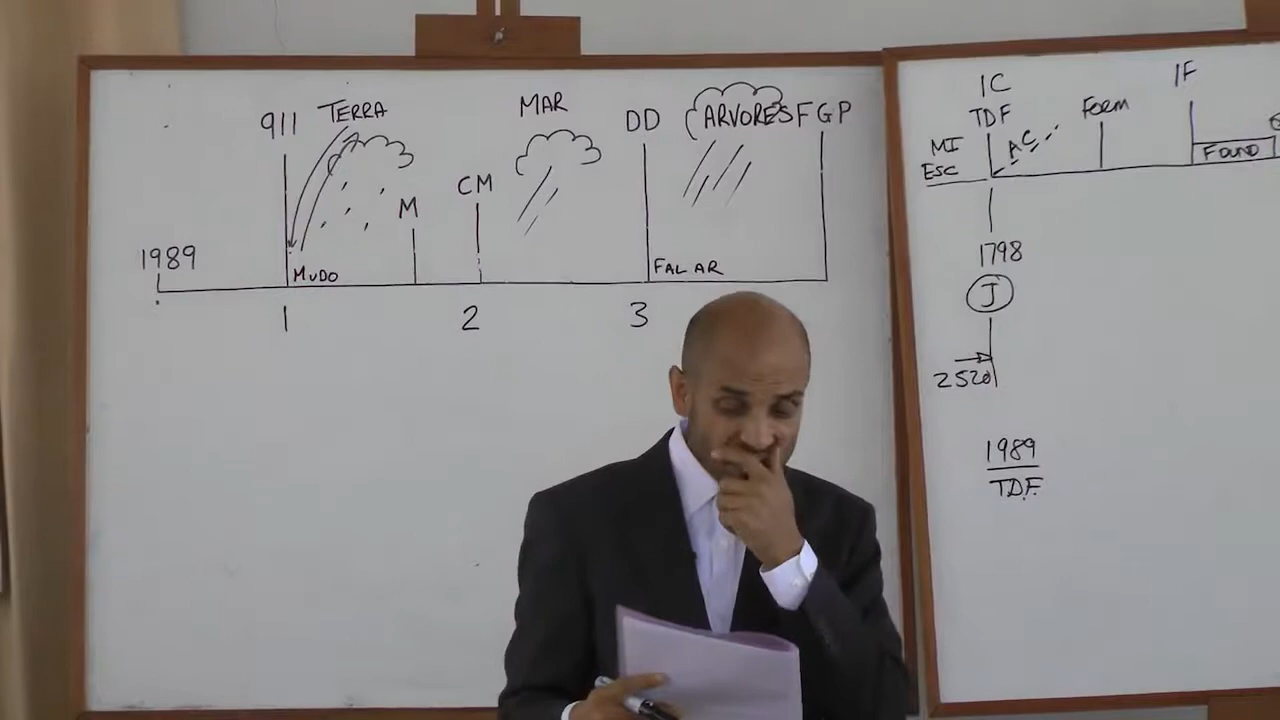 911 TERRA MAR DD (ARVORES FGP
M CM
1989
MUDO FALAR
1 2 3
IC IF
TDF FORM
MI AC
ESC FOUND
1798
J
2520
1989
TDF